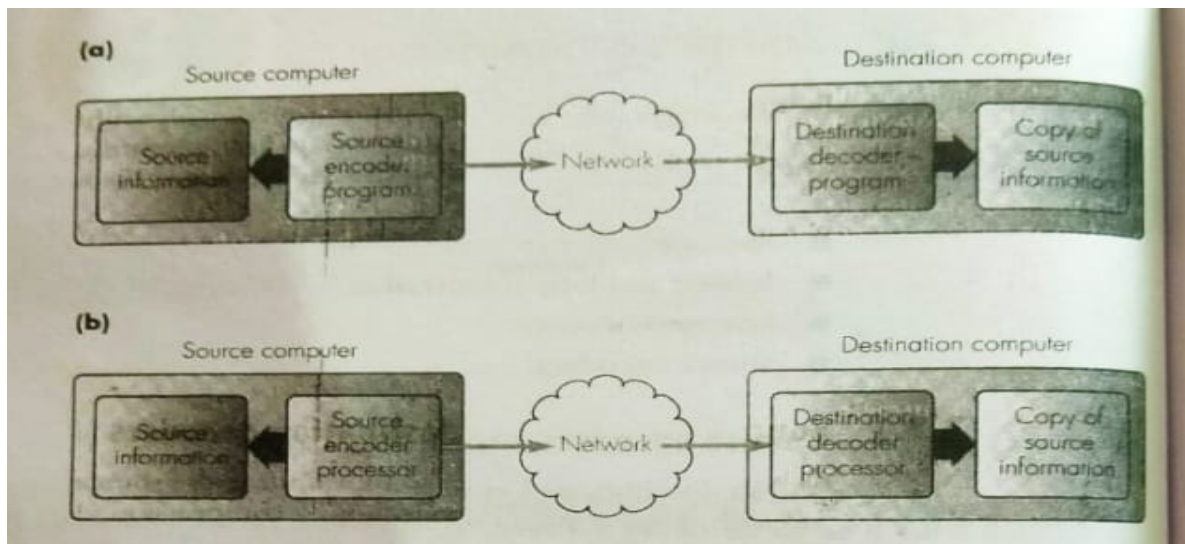 (a)
Source computer
Destination computer
Source
information
Source
encoder
program
Network
Destination
decoder
program
Copy of
source
information
(b)
Source computer
Destination computer
Source
information
Source
encoder
processor
Network
Destination
decoder
processor
Copy of
source
information